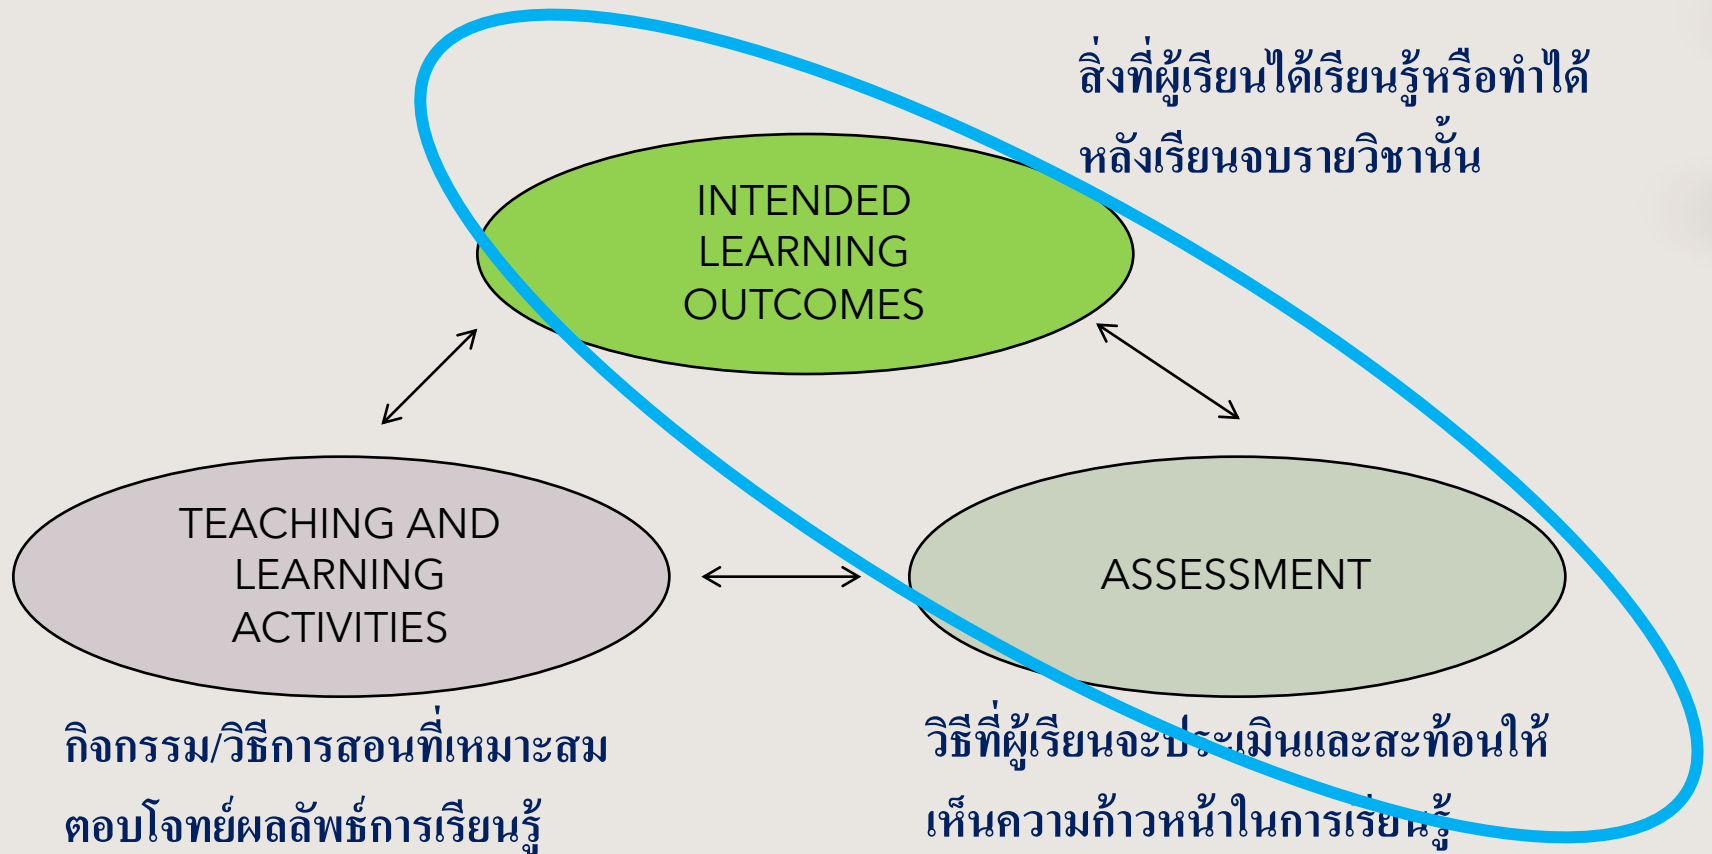 สิ่งที่ผู้เรียนได้เรียนรู้หรือทำได้
หลังเรียนจบรายวิชานั้น
INTENDED
LEARNING
OUTCOMES
TEACHING AND
LEARNING
ACTIVITIES
ASSESSMENT
กิจกรรม/วิธีการสอนที่เหมาะสม
ตอบโจทย์ผลลัพธ์การเรียนรู้
วิธีที่ผู้เรียนจะประเมินและสะท้อนให้
เห็นความก้าวหน้าในการเรียนรู้